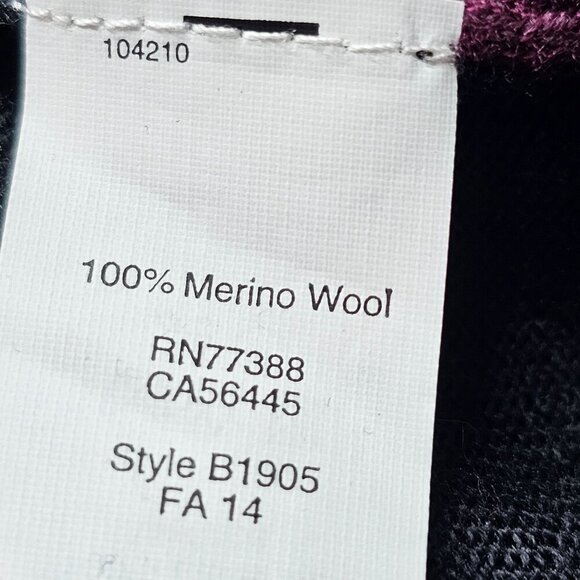 104210
100% Merino Wool
RN77388
CA56445
Style B1905
FA 14